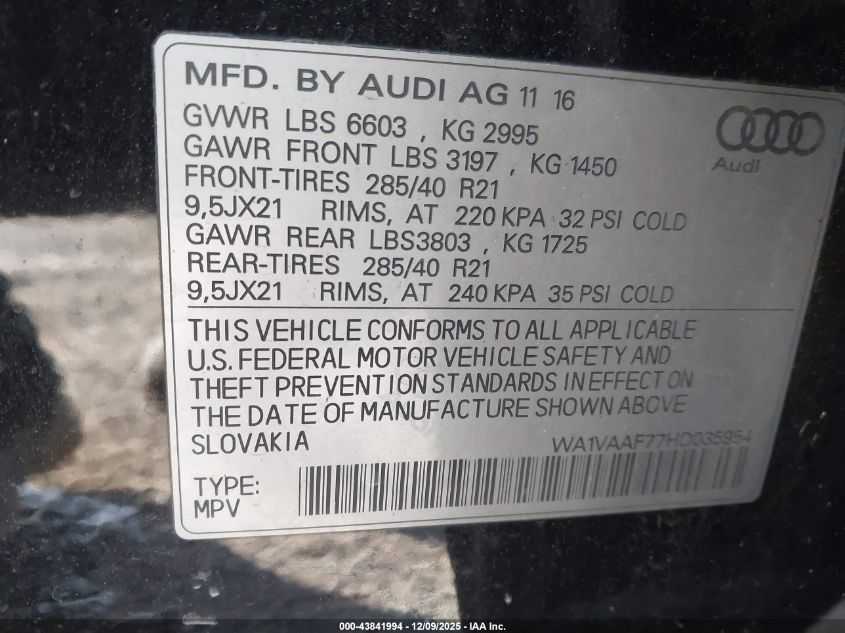 MFD. BY AUDI AG 11 16
GVWR LBS 6603 , KG 2995
GAWR FRONT LBS 3197 , KG 1450
FRONT-TIRES 285/40 R21
9,5JX21 RIMS, AT 220 KPA 32 PSI COLD
GAWR REAR LBS3803 , KG 1725
REAR-TIRES 285/40 R21
9,5JX21 RIMS, AT 240 KPA 35 PSI COLD
Audi
THIS VEHICLE CONFORMS TO ALL APPLICABLE
U.S. FEDERAL MOTOR VEHICLE SAFETY AND
THEFT PREVENTION STANDARDS IN EFFECT ON
THE DATE OF MANUFACTURE SHOWN ABOVE
SLOVAKIA WA1VAAF77HD035954
TYPE:
MPV
000-43841994 — 12/09/2025 — IAA Inc.